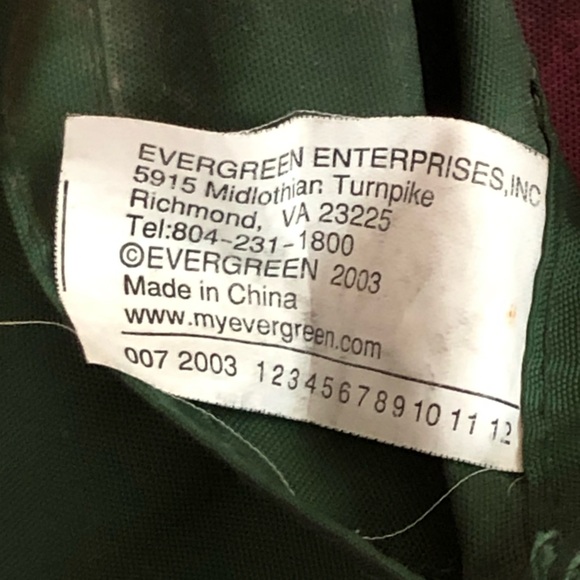 EVERGREEN ENTERPRISES,INC
5915 Midlothian Turnpike
Richmond, VA 23225
Tel:804-231-1800
©EVERGREEN 2003
Made in China
www.myevergreen.com
007 2003 1 2 3 4 5 6 7 8 9 10 11 12